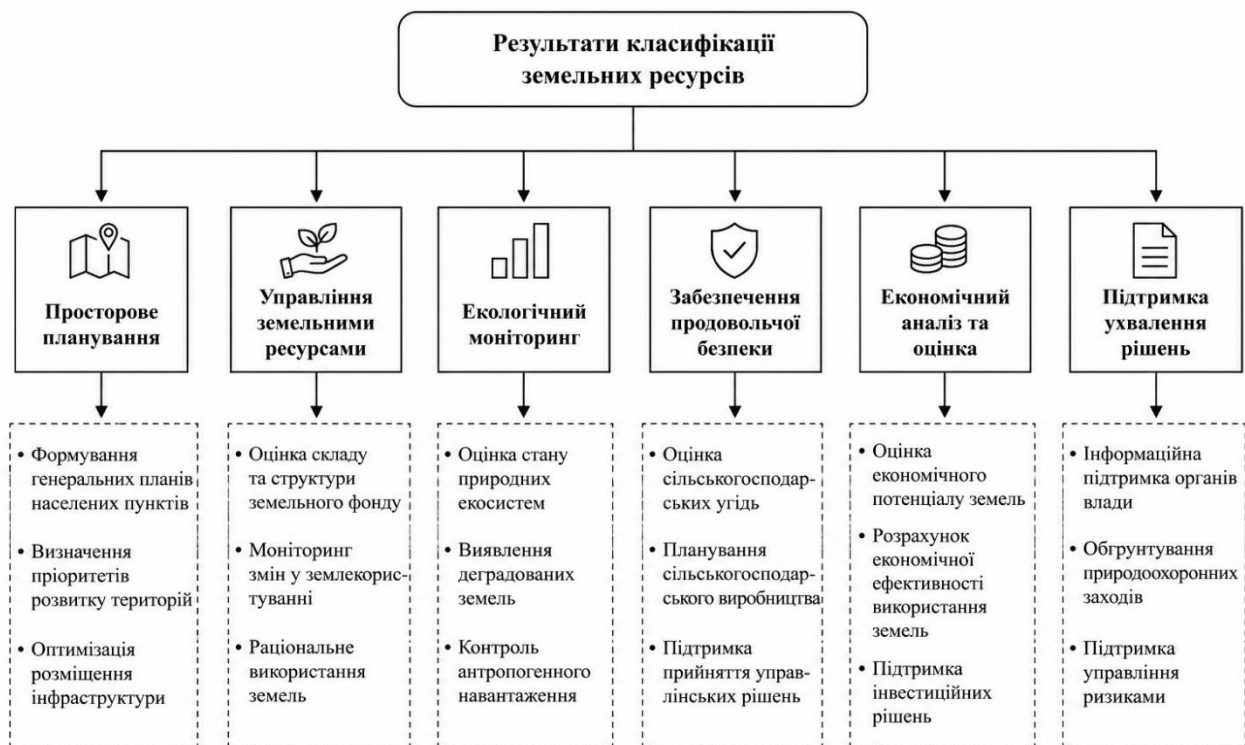 Результати класифікації
земельних ресурсів
Просторове
планування
Управління
земельними
ресурсами
Екологічний
моніторинг
Забезпечення
продовольчої
безпеки
Економічний
аналіз та
оцінка
Підтримка
ухвалення
рішень
• Формування
генеральних планів
населених пунктів
• Визначення
пріоритетів
розвитку територій
• Оптимізація
розміщення
інфраструктури
• Оцінка складу
та структури
земельного фонду
• Моніторинг
змін у землекорис-
туванні
• Раціональне
використання
земель
• Оцінка стану
природних
екосистем
• Виявлення
деградованих
земель
• Контроль
антропогенного
навантаження
• Оцінка
сільськогосподар-
ських угідь
• Планування
сільськогосподар-
ського виробництва
• Підтримка
прийняття управ-
лінських рішень
• Оцінка
економічного
потенціалу земель
• Розрахунок
економічної
ефективності
використання
земель
• Підтримка
інвестиційних
рішень
• Інформаційна
підтримка органів
влади
• Обгрунтування
природоохоронних
заходів
• Підтримка
управління
ризиками